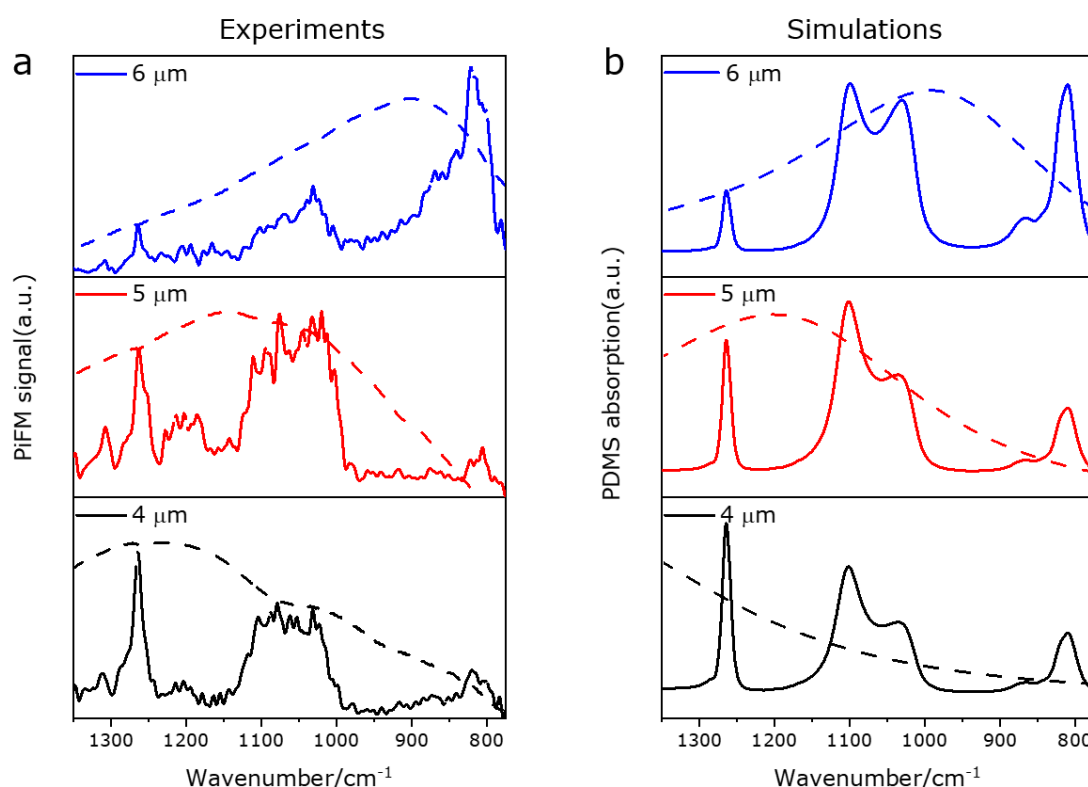 Experiments
a
6 μm
5 μm
4 μm
PiFM signal(a.u.)
1300 1200 1100 1000 900 800
Wavenumber/cm⁻¹
Simulations
b
6 μm
5 μm
4 μm
PDMS absorption(a.u.)
1300 1200 1100 1000 900 800
Wavenumber/cm⁻¹